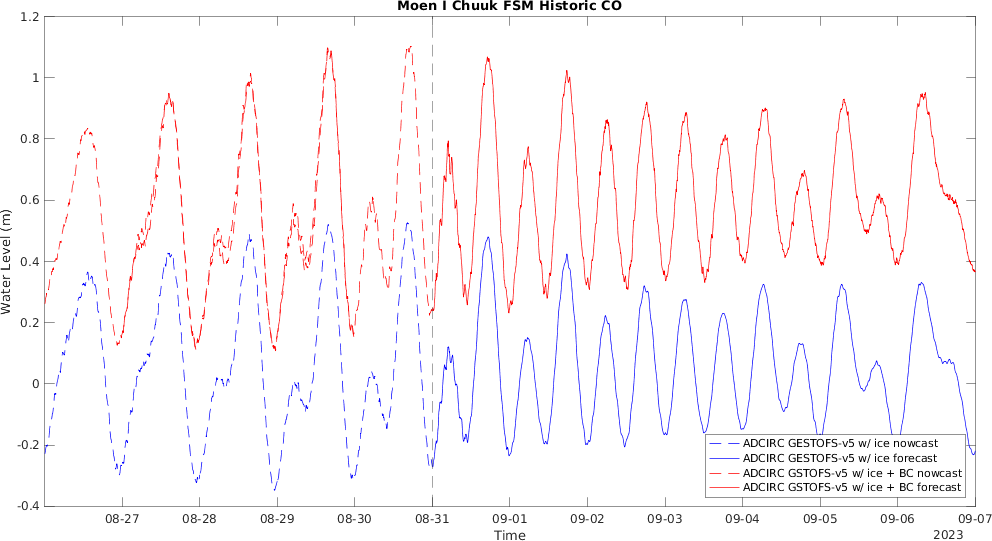 Moen I Chuuk FSM Historic CO
1.2
1
0.8
0.6
0.4
0.2
0
-0.2
-0.4
Water Level (m)
ADCIRC GESTOFS-v5 w/ ice nowcast
ADCIRC GESTOFS-v5 w/ ice forecast
ADCIRC GSTOFS-v5 w/ ice + BC nowcast
ADCIRC GSTOFS-v5 w/ ice + BC forecast
08-27 08-28 08-29 08-30 08-31 09-01 09-02 09-03 09-04 09-05 09-06 09-07
Time
2023